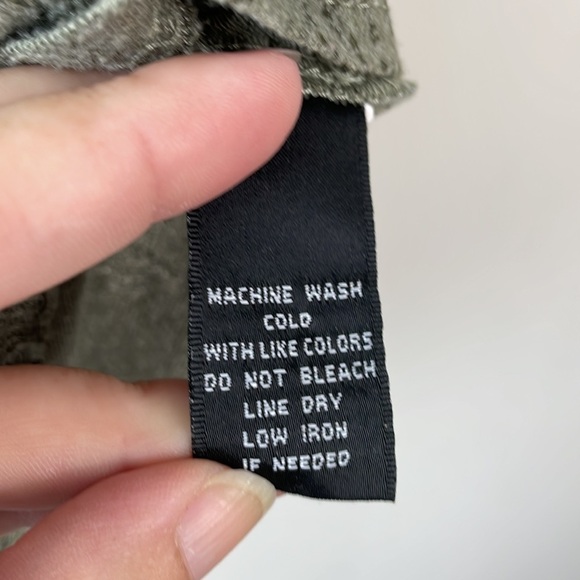 MACHINE WASH
COLD
WITH LIKE COLORS
DO NOT BLEACH
LINE DRY
LOW IRON
IF NEEDED